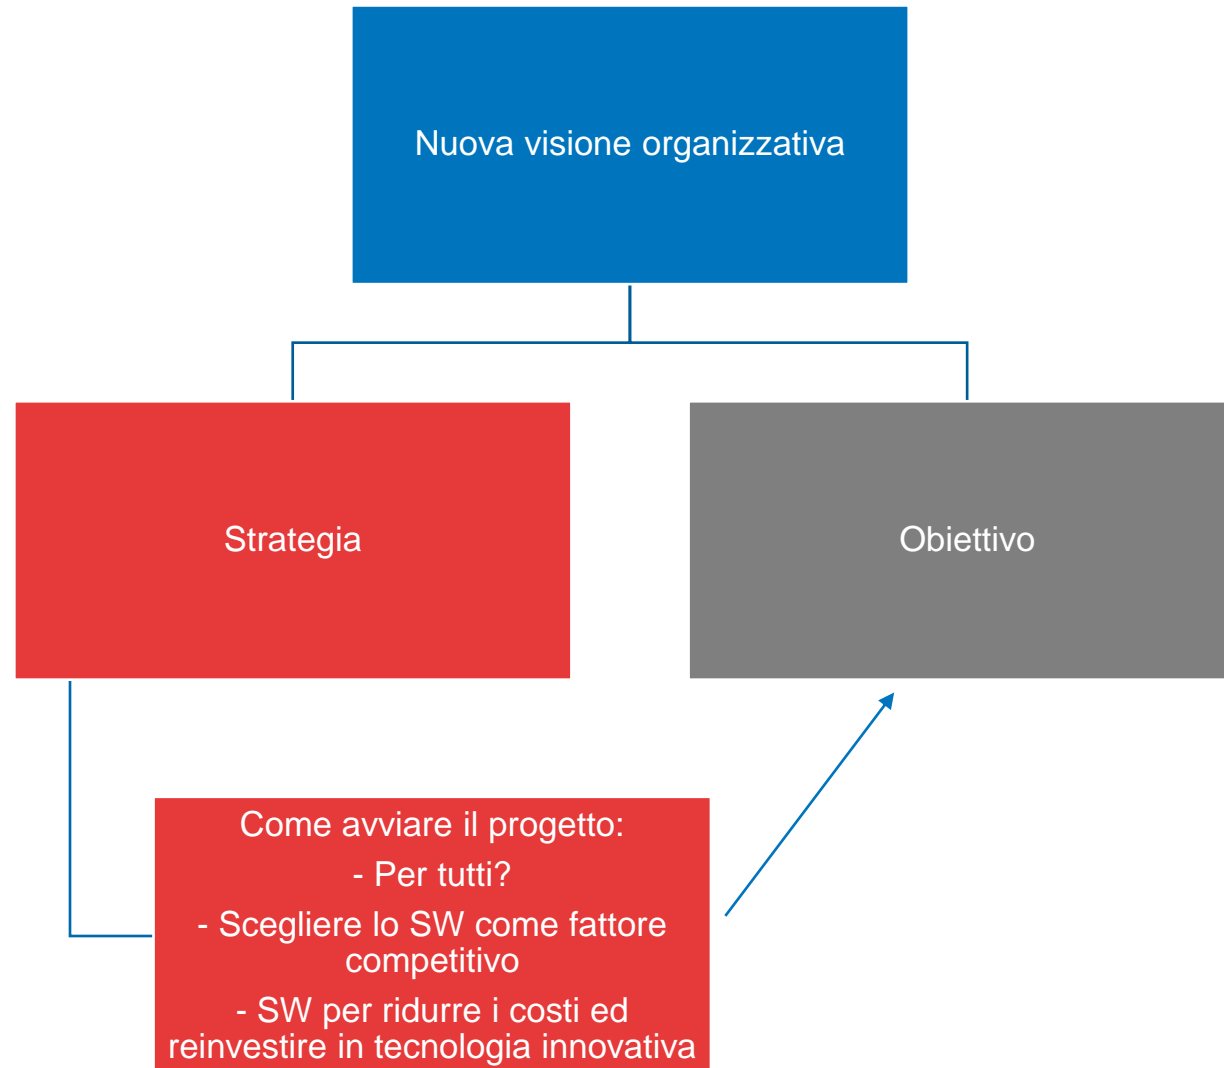 Nuova visione organizzativa
Strategia
Obiettivo
Come avviare il progetto:
- Per tutti?
- Scegliere lo SW come fattore
competitivo
- SW per ridurre i costi ed
reinvestire in tecnologia innovativa